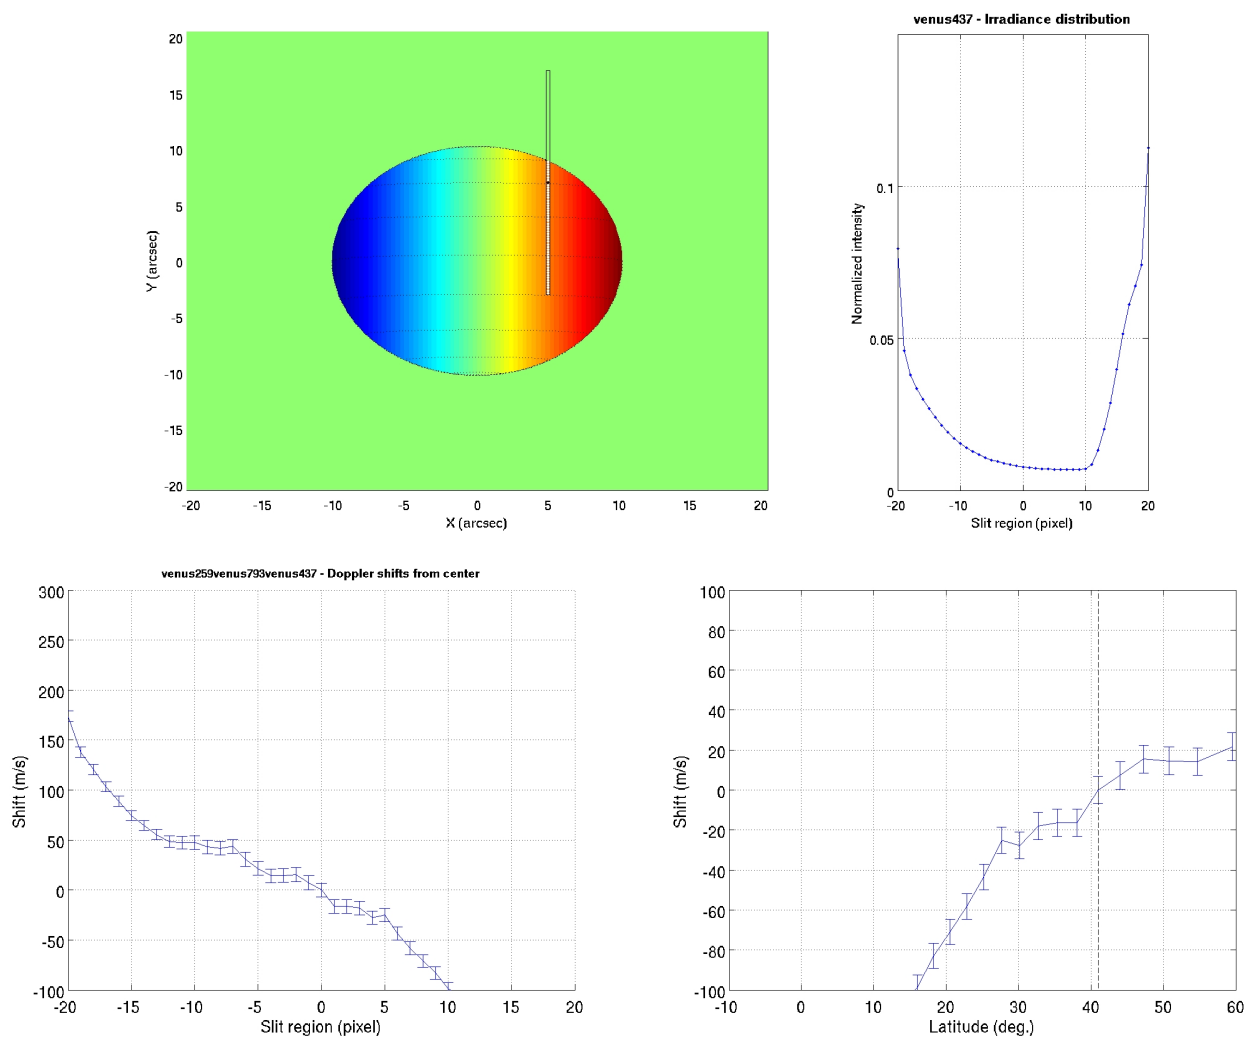 20
15
10
5
0
-5
-10
-15
-20
Y (arcsec)
-20 -15 -10 -5 0 5 10 15 20
X (arcsec)
venus437 - Irradiance distribution
0.1
0.05
0
Normalized intensity
-20 -10 0 10 20
Slit region (pixel)
venus259venus793venus437 - Doppler shifts from center
300
250
200
150
100
50
0
-50
-100
Shift (m/s)
-20 -15 -10 -5 0 5 10 15 20
Slit region (pixel)
100
80
60
40
20
0
-20
-40
-60
-80
-100
Shift (m/s)
-10 0 10 20 30 40 50 60
Latitude (deg.)